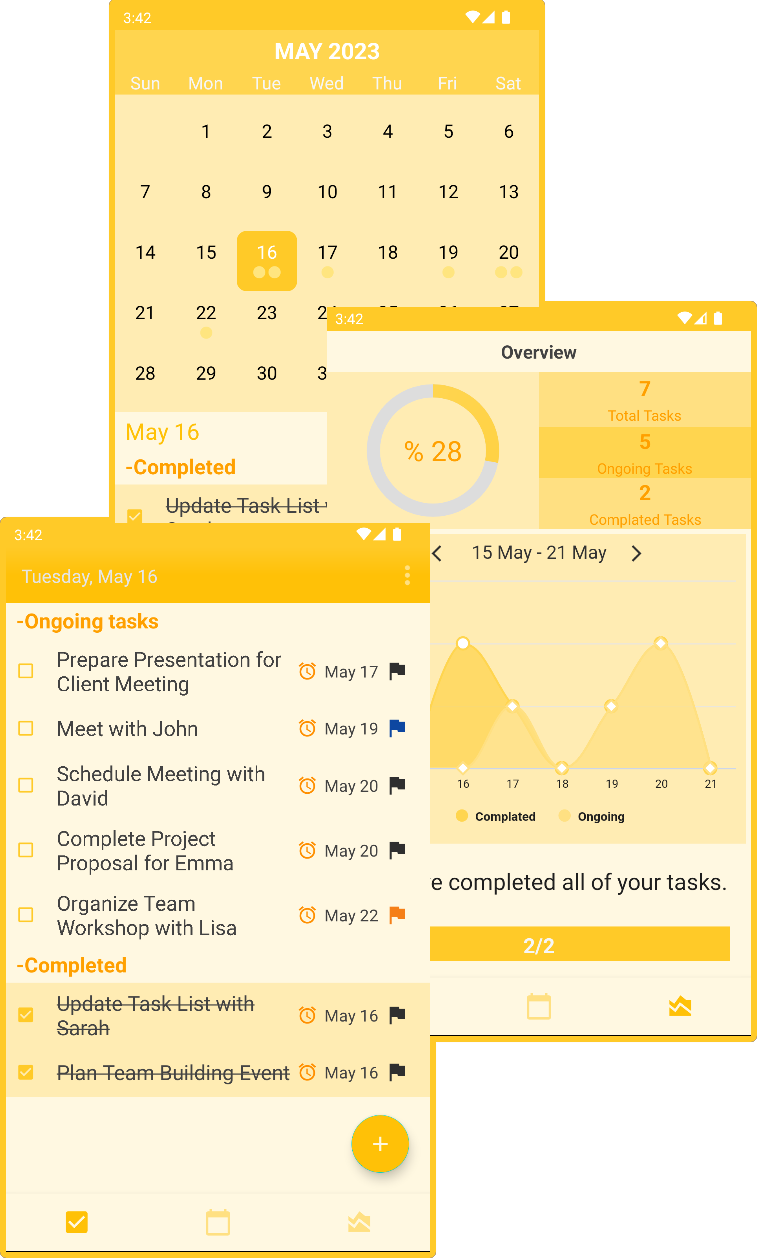 3:42
MAY 2023
Sun Mon Tue Wed Thu Fri Sat
1 2 3 4 5 6
7 8 9 10 11 12 13
14 15 16 17 18 19 20
21 22 23
28 29 30
May 16
-Completed
Update Task List
3:42
Overview
% 28
7
Total Tasks
5
Ongoing Tasks
2
Complated Tasks
15 May - 21 May
16 17 18 19 20 21
Complated Ongoing
e completed all of your tasks.
2/2
3:42
Tuesday, May 16
-Ongoing tasks
Prepare Presentation for
Client Meeting
May 17
Meet with John
May 19
Schedule Meeting with
David
May 20
Complete Project
Proposal for Emma
May 20
Organize Team
Workshop with Lisa
May 22
-Completed
Update Task List with
Sarah
May 16
Plan Team Building Event
May 16
+